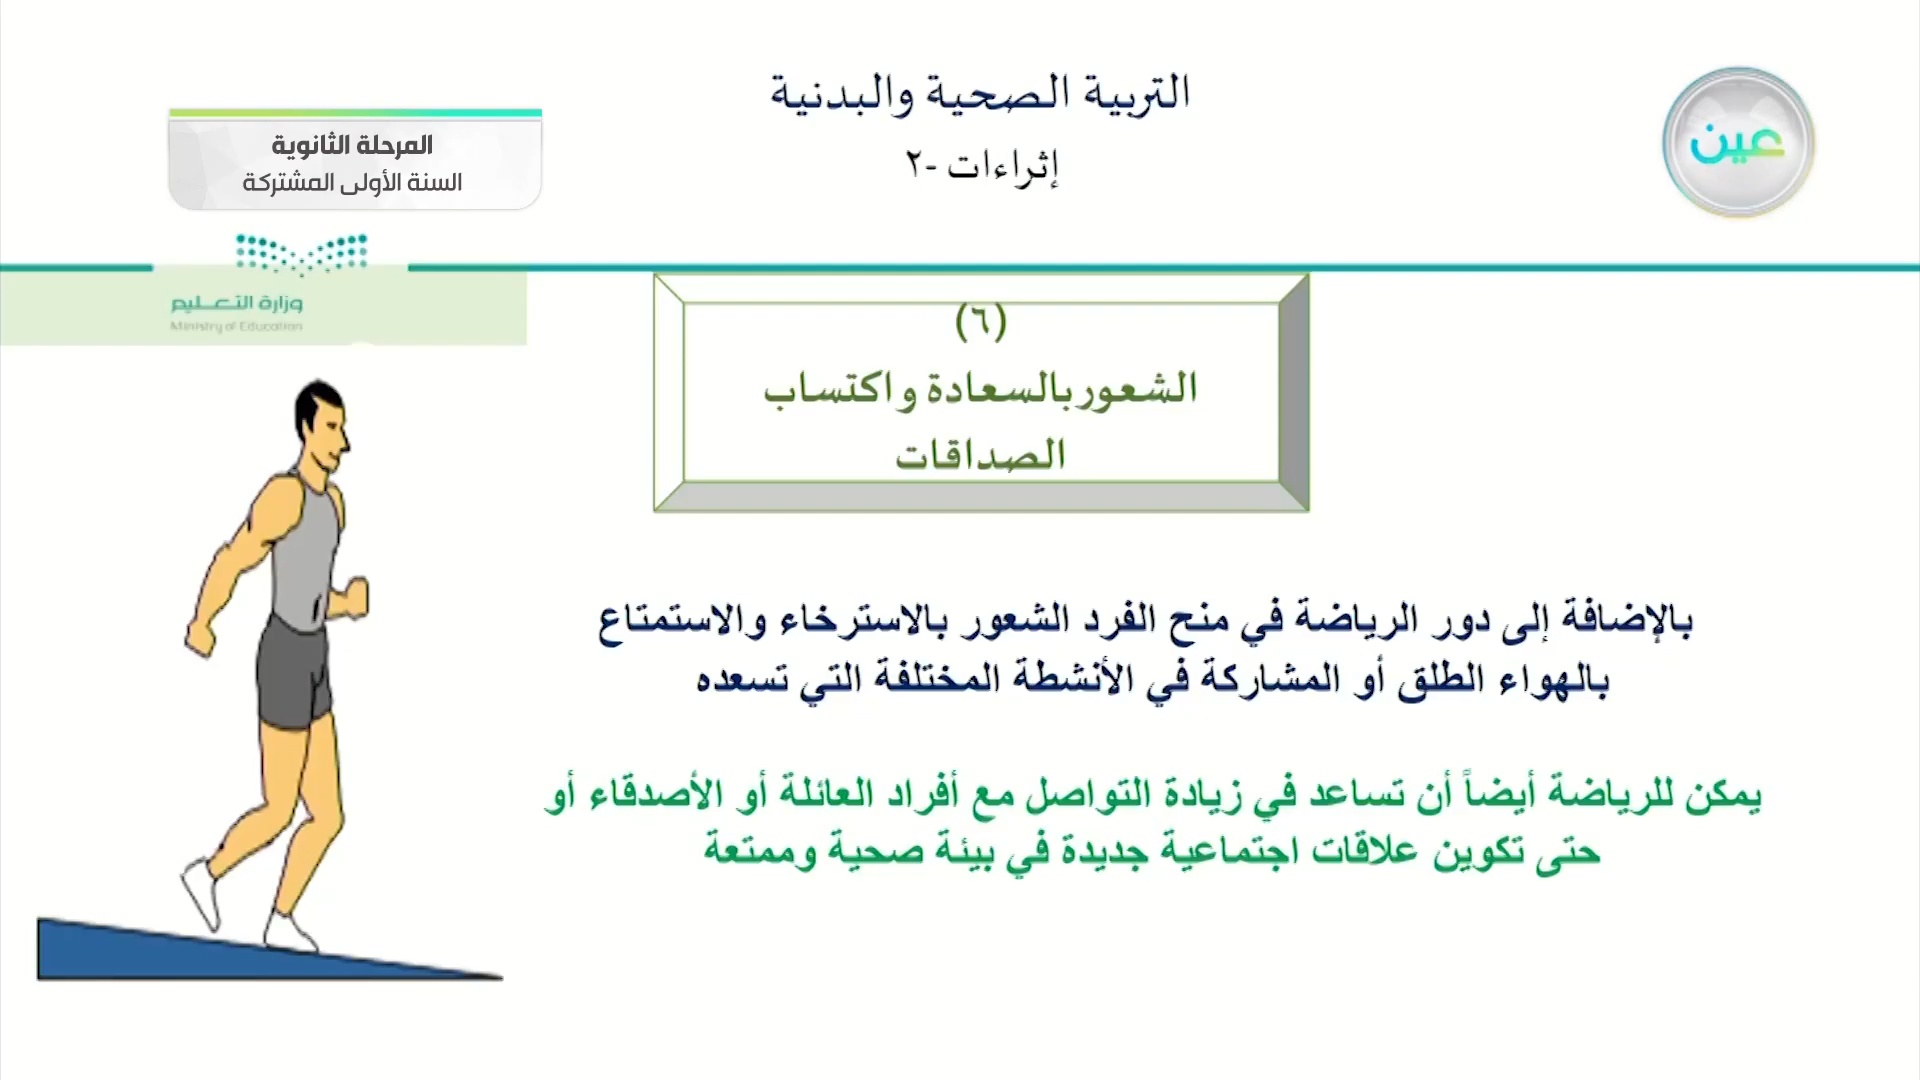 التربية الصحية والبدنية
إثراءات -٢
عين
المرحلة الثانوية
السنة الأولى المشتركة
وزارة التعليم
Ministry of Education
(٦)
الشعور بالسعادة واكتساب
الصداقات
بالإضافة إلى دور الرياضة في منح الفرد الشعور بالاسترخاء والاستمتاع
بالهواء الطلق أو المشاركة في الأنشطة المختلفة التي تسعده
يمكن للرياضة أيضاً أن تساعد في زيادة التواصل مع أفراد العائلة أو الأصدقاء أو
حتى تكوين علاقات اجتماعية جديدة في بيئة صحية وممتعة